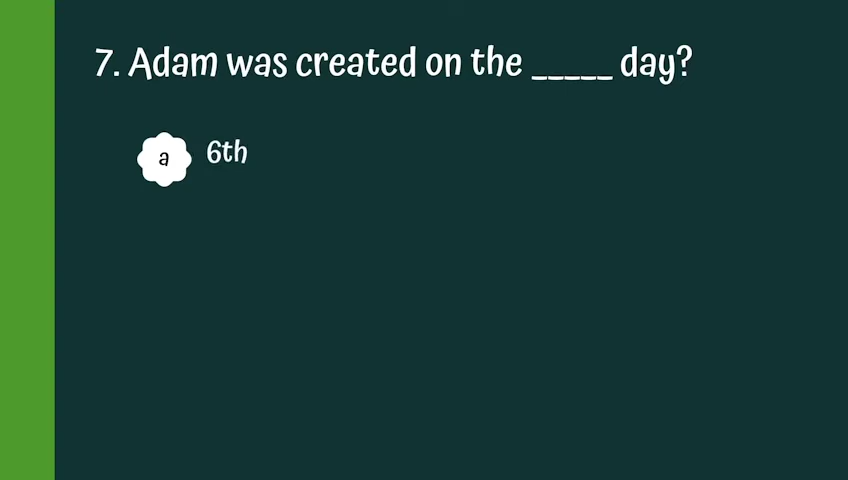 7. Adam was created on the _____ day?
a 6th